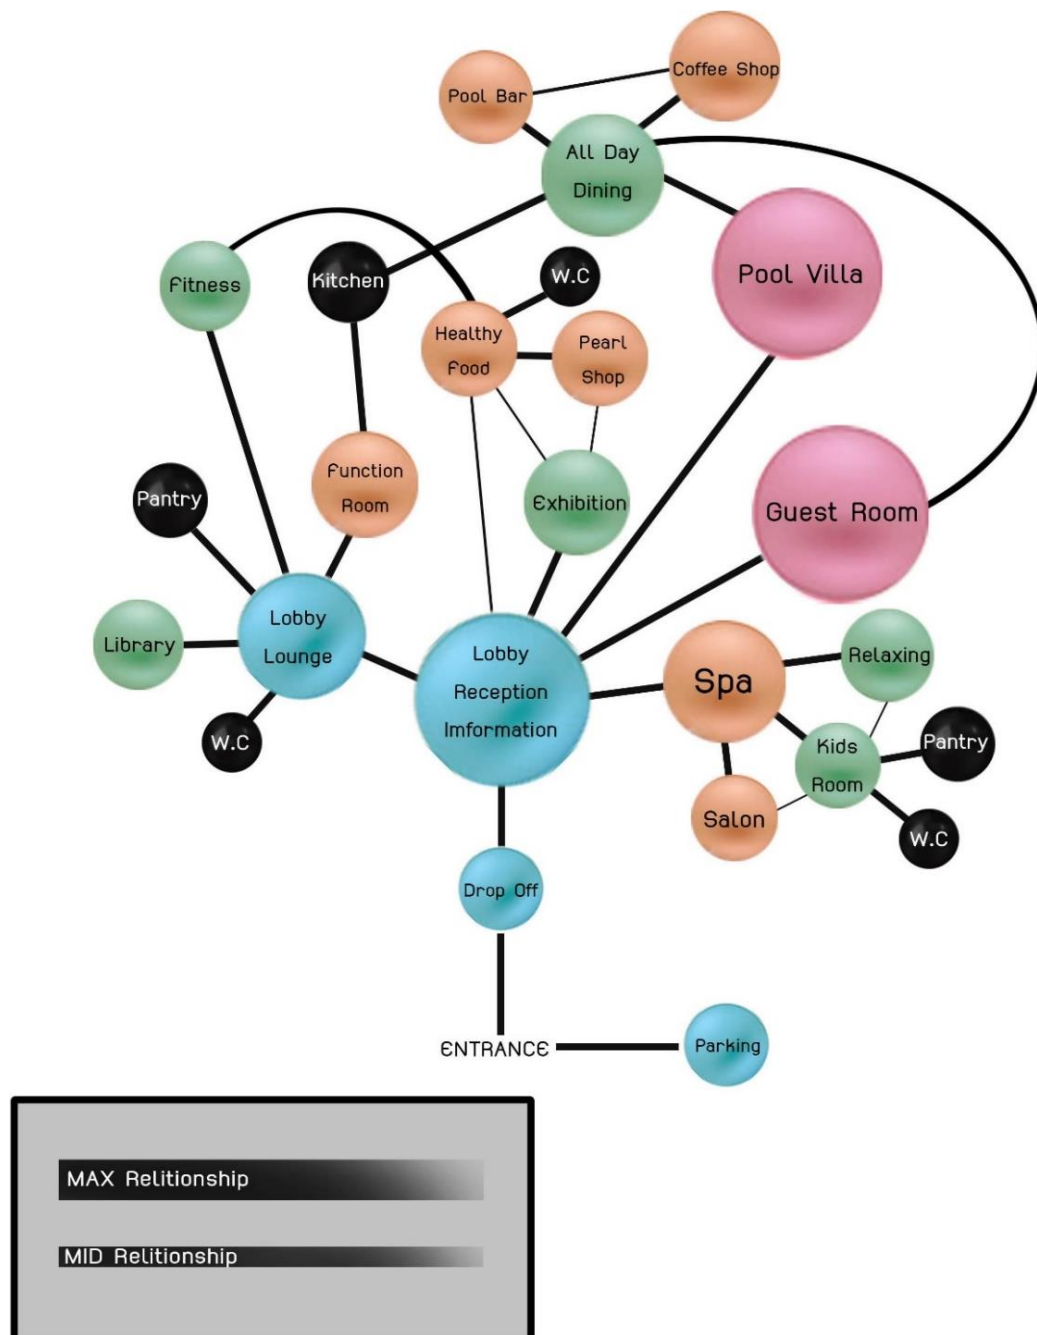 Coffee Shop
Pool Bar
All Day
Dining
Pool Villa
W.C
Fitness
Kitchen
Healthy
Food
Pearl
Shop
Function
Room
Pantry
Exhibition
Guest Room
Lobby
Lounge
Library
W.C
Lobby
Reception
Imformation
Spa
Relaxing
Kids
Room
Pantry
Salon
W.C
Drop Off
ENTRANCE
Parking
MAX Relitionship
MID Relitionship